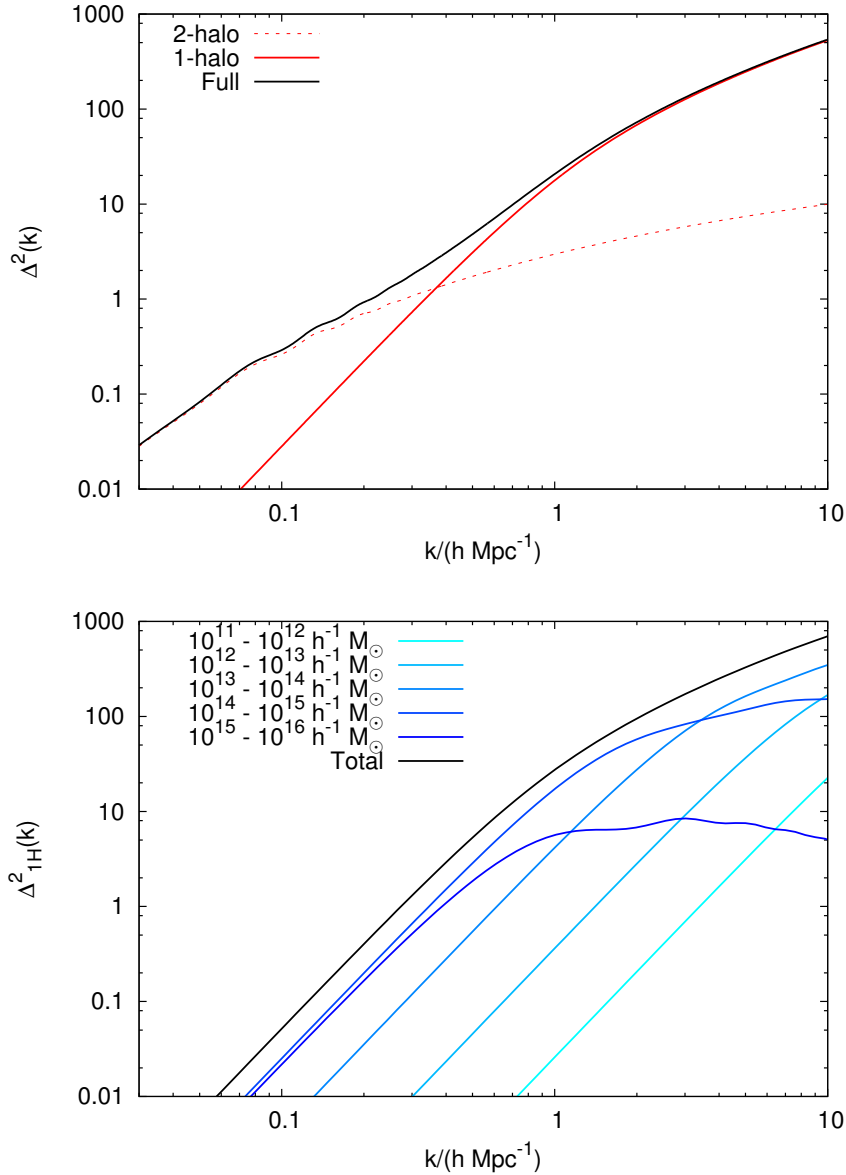 1000
100
10
1
0.1
0.01
Δ²(k)
2-halo
1-halo
Full
0.1 1 10
k/(h Mpc⁻¹)
1000
100
10
1
0.1
0.01
Δ²₁H(k)
10¹¹ - 10¹² h⁻¹ M☉
10¹² - 10¹³ h⁻¹ M☉
10¹³ - 10¹⁴ h⁻¹ M☉
10¹⁴ - 10¹⁵ h⁻¹ M☉
10¹⁵ - 10¹⁶ h⁻¹ M☉
Total
0.1 1 10
k/(h Mpc⁻¹)